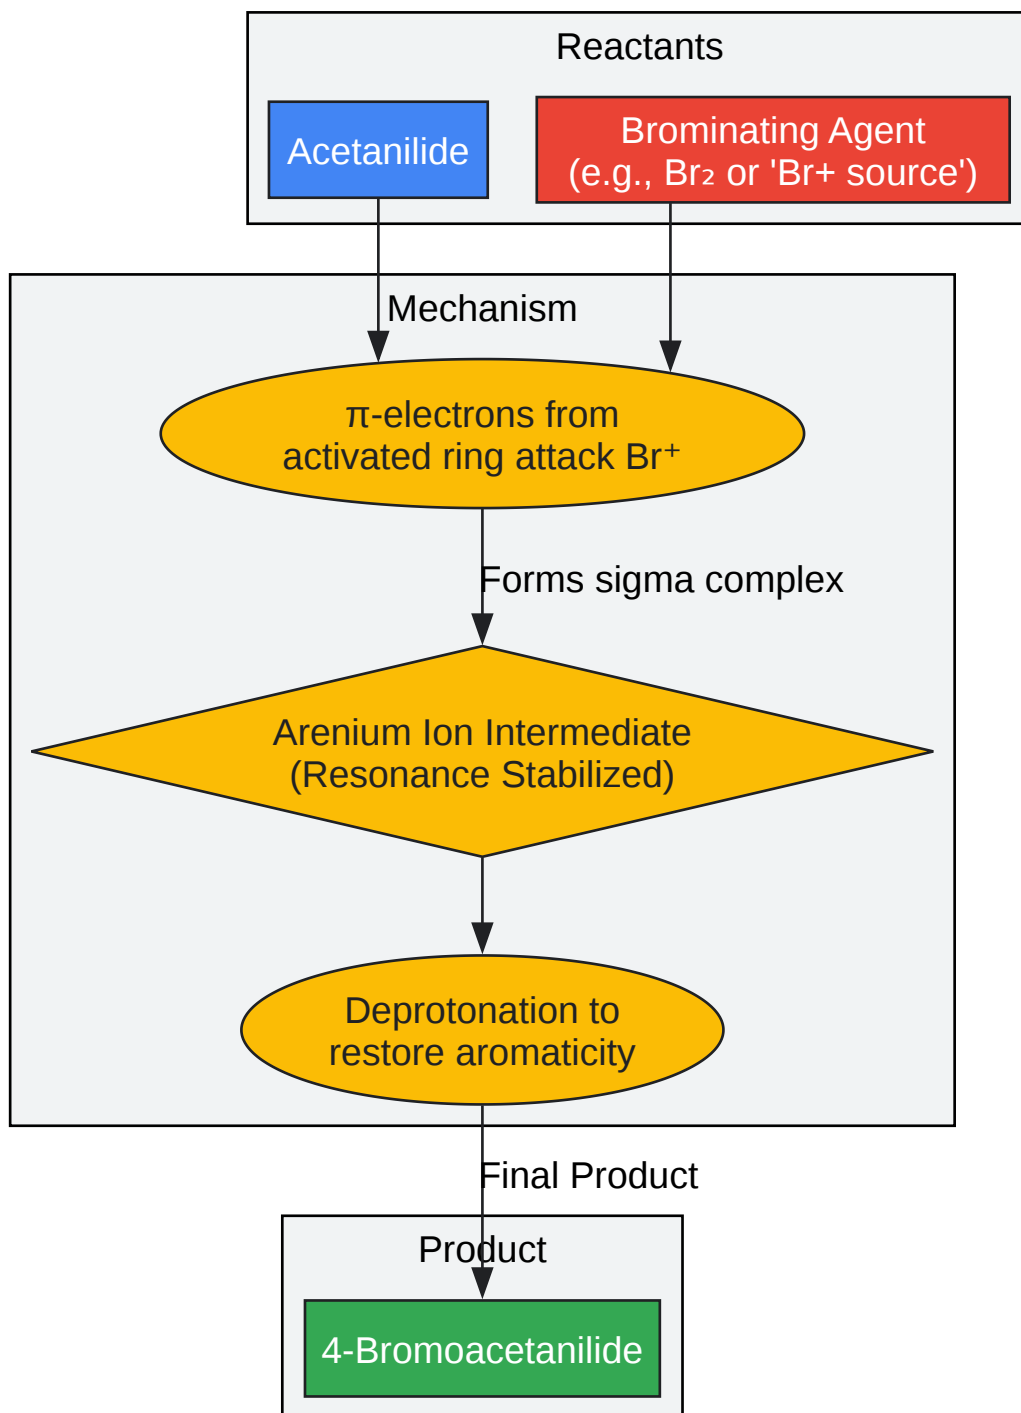 Reactants
Acetanilide
Brominating Agent
(e.g., Br₂ or 'Br+ source')
Mechanism
π-electrons from
activated ring attack Br⁺
Forms sigma complex
Arenium Ion Intermediate
(Resonance Stabilized)
Deprotonation to
restore aromaticity
Final Product
Product
4-Bromoacetanilide